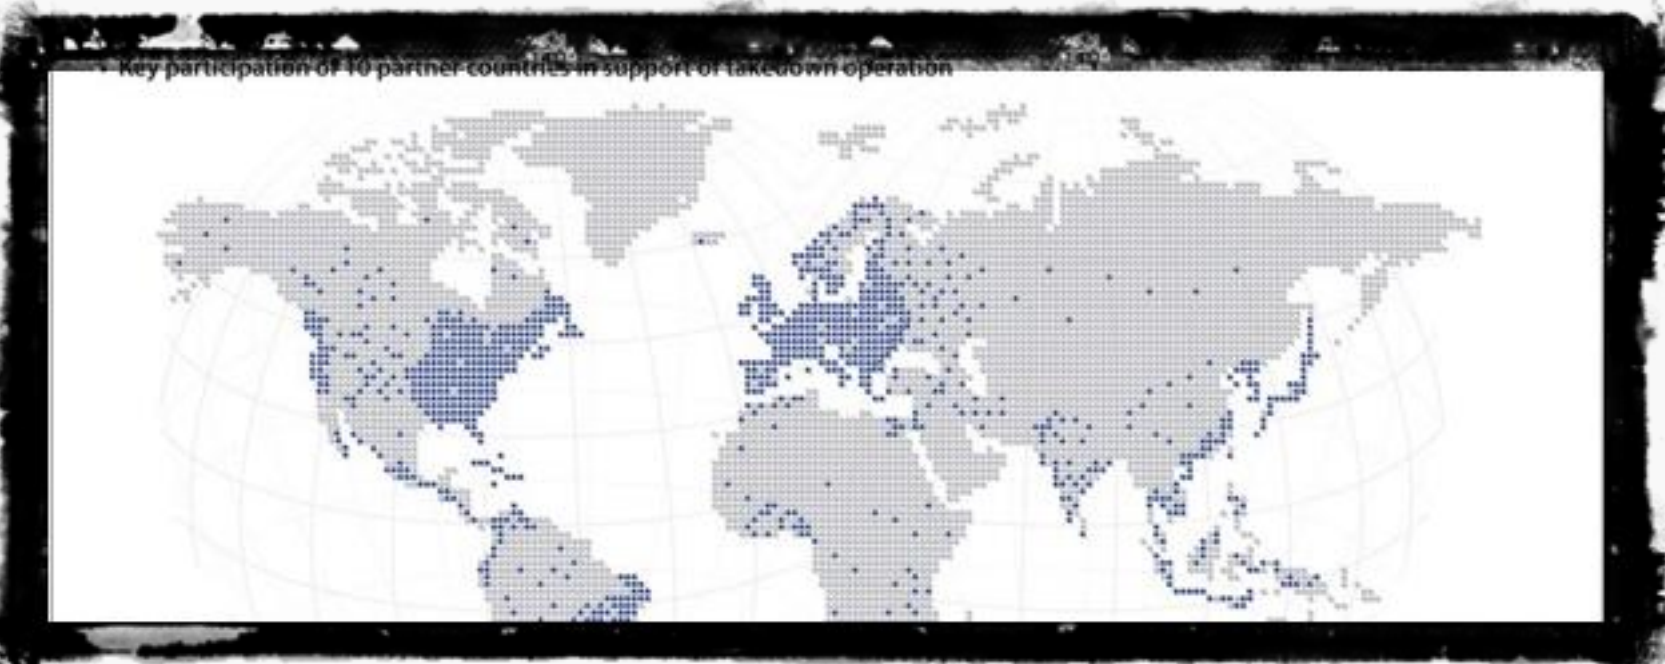 • Key participation of 10 partner countries in support of takedown operation